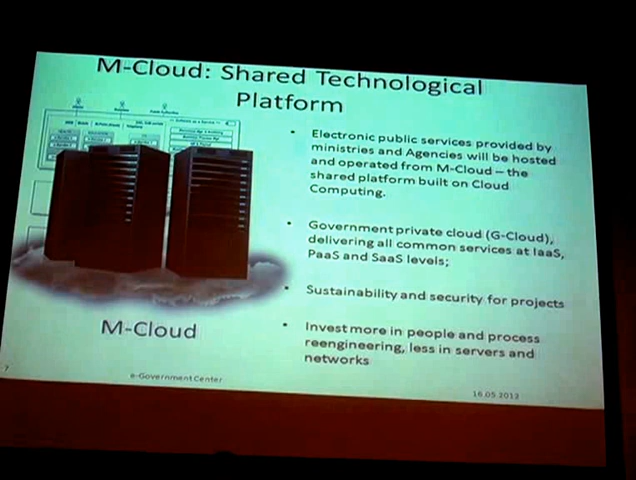 M-Cloud: Shared Technological
Platform
• Electronic public services provided by
ministries and Agencies will be hosted
and operated from M-Cloud – the
shared platform built on Cloud
Computing.
• Government private cloud (G-Cloud),
delivering all common services at IaaS,
PaaS and SaaS levels;
• Sustainability and security for projects
• Invest more in people and process
reengineering, less in servers and
networks
M-Cloud
7
e-Government Center
16.05.2012